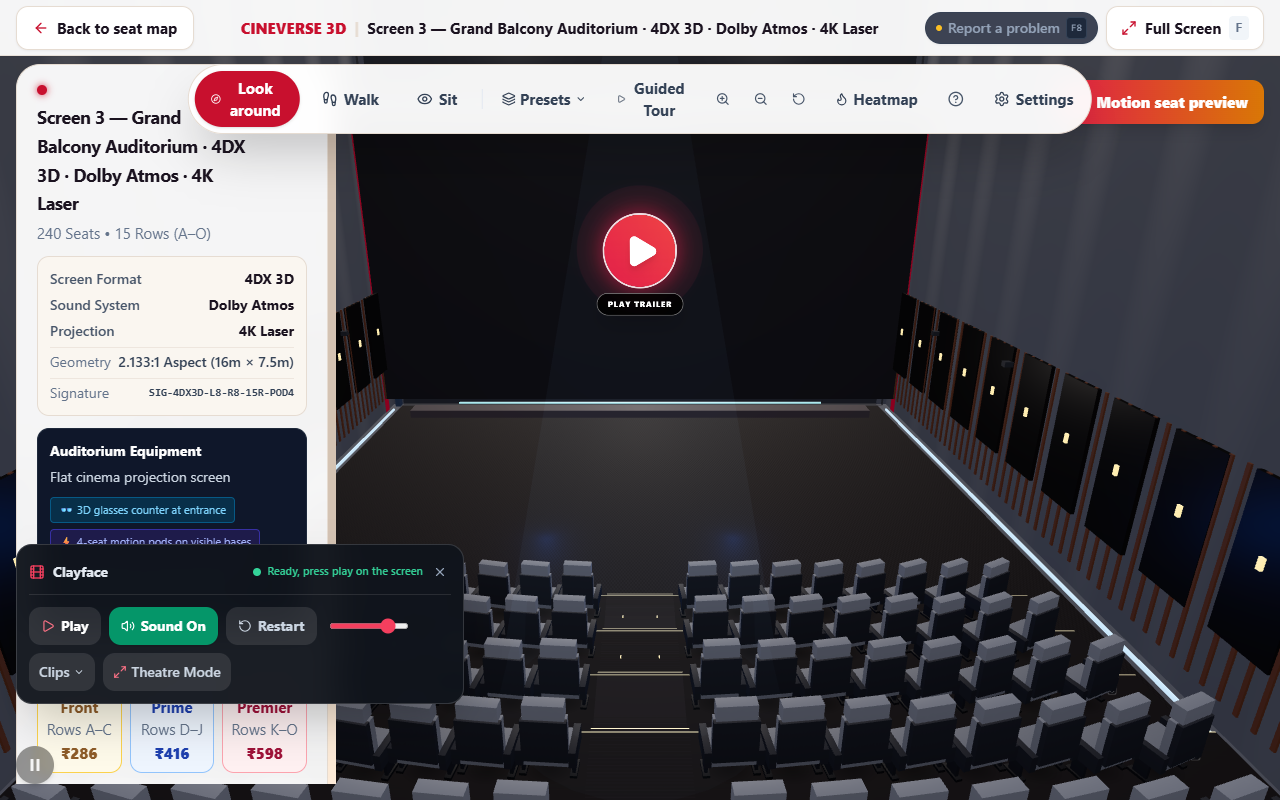 Back to seat map
CINEVERSE 3D | Screen 3 — Grand Balcony Auditorium · 4DX 3D · Dolby Atmos · 4K Laser
Report a problem F8
Full Screen F
Look around
Walk
Sit
Presets
Guided Tour
Heatmap
Settings
Motion seat preview
Screen 3 — Grand
Balcony Auditorium · 4DX
3D · Dolby Atmos · 4K
Laser
240 Seats • 15 Rows (A–O)
Screen Format 4DX 3D
Sound System Dolby Atmos
Projection 4K Laser
Geometry 2.133:1 Aspect (16m × 7.5m)
Signature SIG-4DX3D-L8-R8-15R-POD4
Auditorium Equipment
Flat cinema projection screen
3D glasses counter at entrance
4-seat motion pods on visible bases
PLAY TRAILER
Clayface
Ready, press play on the screen
Play
Sound On
Restart
Clips
Theatre Mode
Front Prime Premier
Rows A–C Rows D–J Rows K–O
₹286 ₹416 ₹598